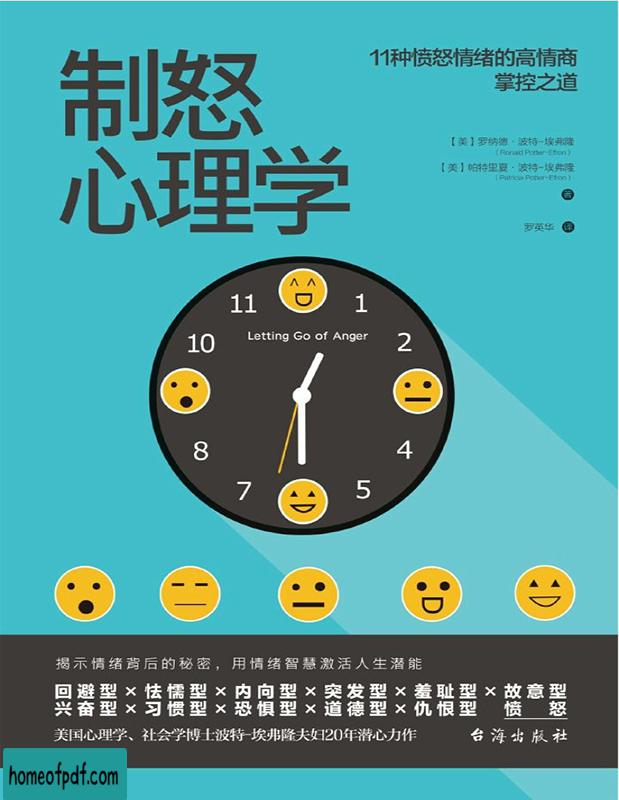 制怒
心理学
11种愤怒情绪的高情商
掌控之道
【美】罗纳德·波特-埃弗隆
(Ronald Potter-Efron)
【美】帕特里夏·波特-埃弗隆
(Patricia Potter-Efron)
著
罗英华 译
11 1
Letting Go of Anger
10 2
8 4
7 5
揭示情绪背后的秘密，用情绪智慧激活人生潜能
回避型×怯懦型×内向型×突发型×羞耻型×故意型
兴奋型×习惯型×恐惧型×道德型×仇恨型 愤怒
美国心理学、社会学博士波特-埃弗隆夫妇20年潜心力作
台海出版社
homeofpdf.com